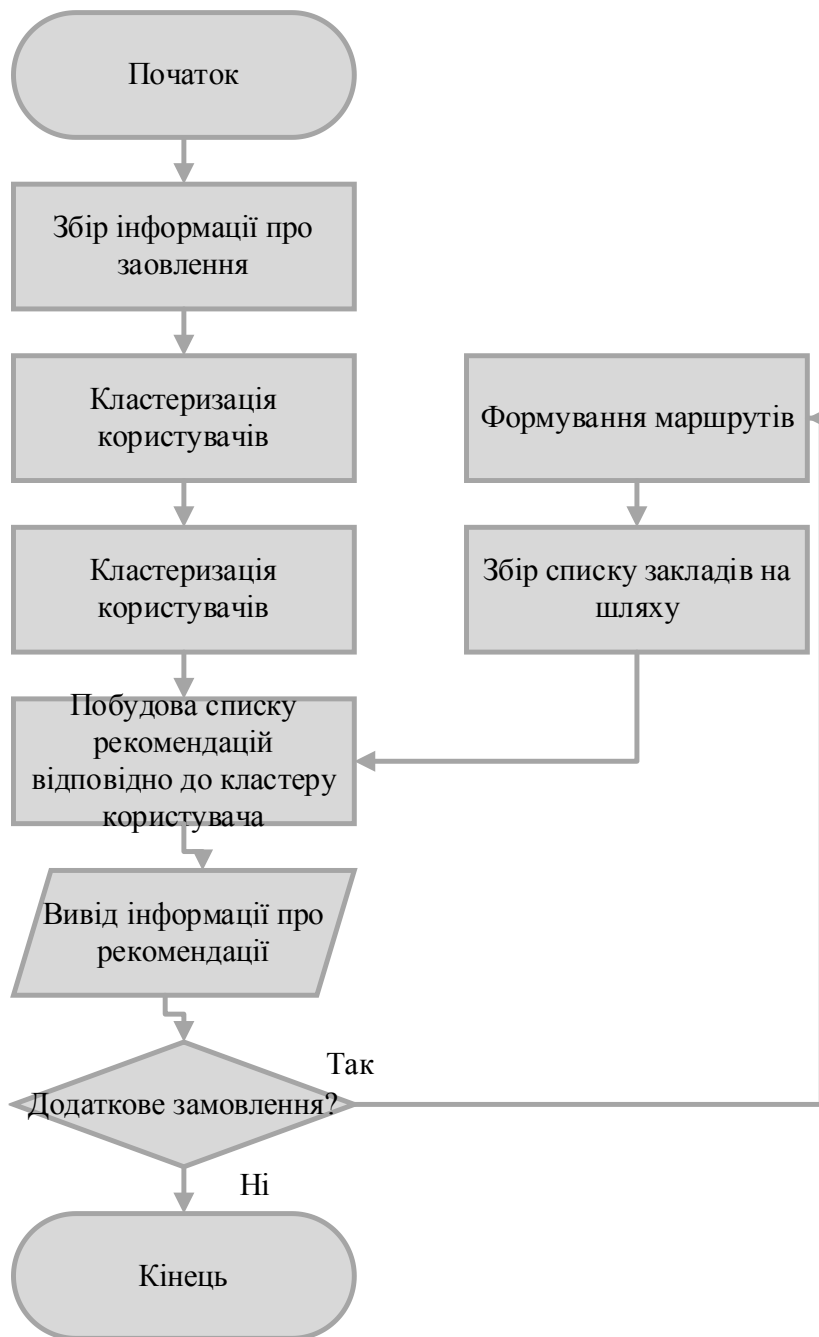 Початок
Збір інформації про
заовлення
Кластеризація
користувачів
Формування маршрутів
Кластеризація
користувачів
Збір списку закладів на
шляху
Побудова списку
рекомендацій
відповідно до кластеру
користувача
Вивід інформації про
рекомендації
Так
Додаткове замовлення?
Ні
Кінець